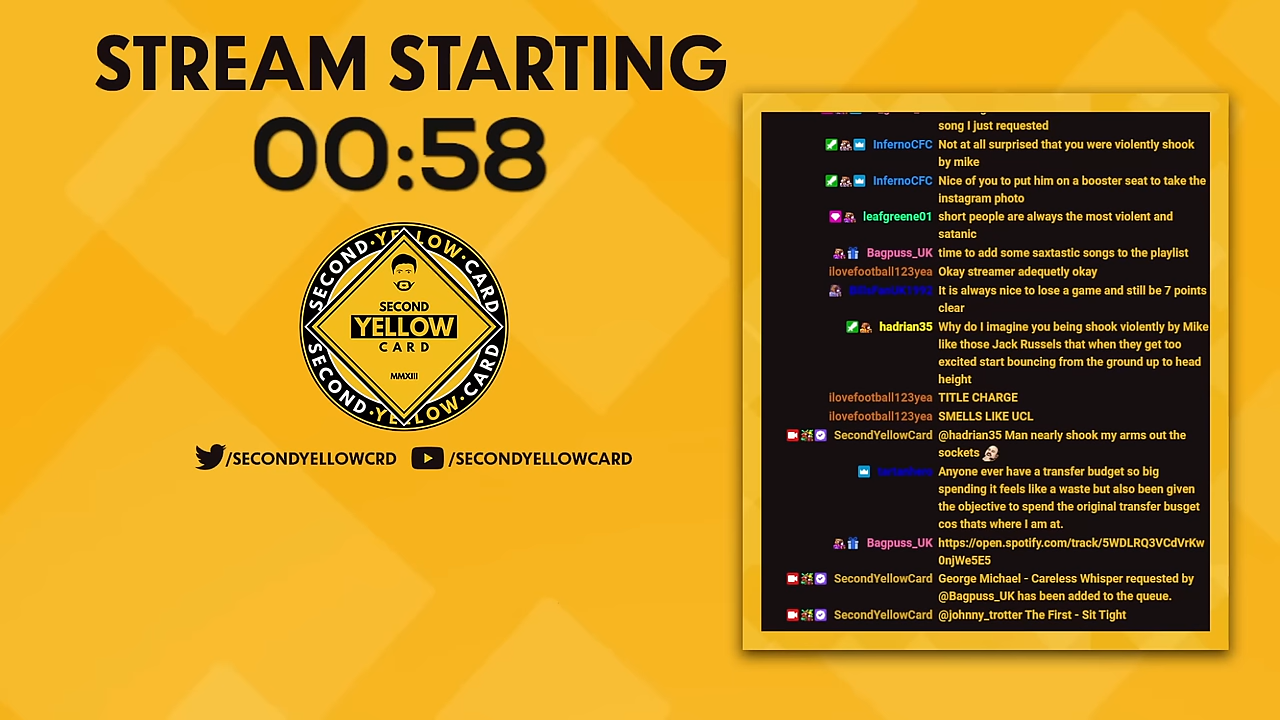 STREAM STARTING
00:58
SECOND·YELLOW·CARD
SECOND
YELLOW
CARD
MMXIII
SECOND·YELLOW·CARD
/SECONDYELLOWCRD /SECONDYELLOWCARD
song I just requested
InfernoCFC Not at all surprised that you were violently shook
by mike
InfernoCFC Nice of you to put him on a booster seat to take the
instagram photo
leafgreene01 short people are always the most violent and
satanic
Bagpuss_UK time to add some saxtastic songs to the playlist
ilovefootball123yea Okay streamer adequetly okay
It is always nice to lose a game and still be 7 points
clear
hadrian35 Why do I imagine you being shook violently by Mike
like those Jack Russels that when they get too
excited start bouncing from the ground up to head
height
ilovefootball123yea TITLE CHARGE
ilovefootball123yea SMELLS LIKE UCL
SecondYellowCard @hadrian35 Man nearly shook my arms out the
sockets
Anyone ever have a transfer budget so big
spending it feels like a waste but also been given
the objective to spend the original transfer busget
cos thats where I am at.
Bagpuss_UK https://open.spotify.com/track/5WDLRQ3VCdVrKw
0njWe5E5
SecondYellowCard George Michael - Careless Whisper requested by
@Bagpuss_UK has been added to the queue.
SecondYellowCard @johnny_trotter The First - Sit Tight